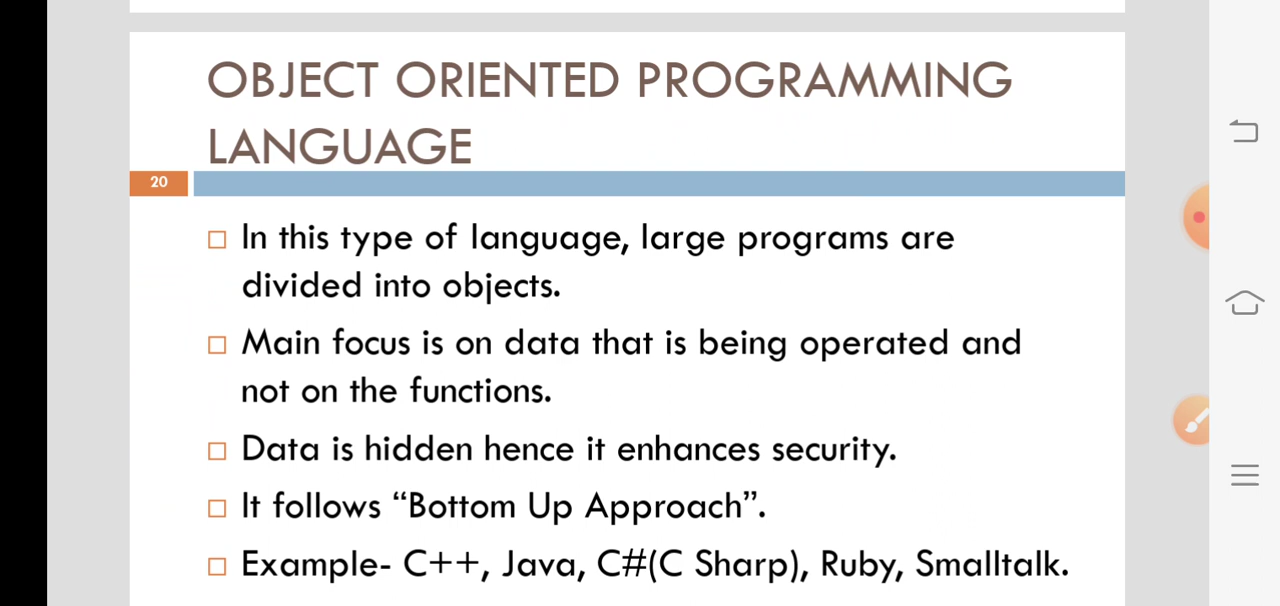 OBJECT ORIENTED PROGRAMMING
LANGUAGE
20
In this type of language, large programs are
divided into objects.
Main focus is on data that is being operated and
not on the functions.
Data is hidden hence it enhances security.
It follows “Bottom Up Approach”.
Example- C++, Java, C#(C Sharp), Ruby, Smalltalk.